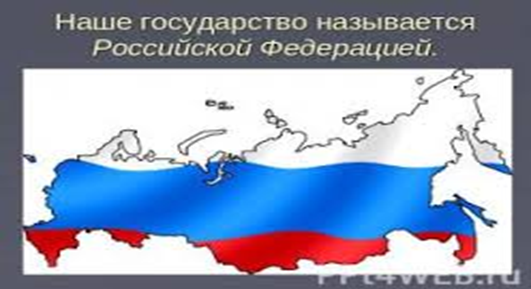 Наше государство называется
Российской Федерацией.
PPt4WEB.ru